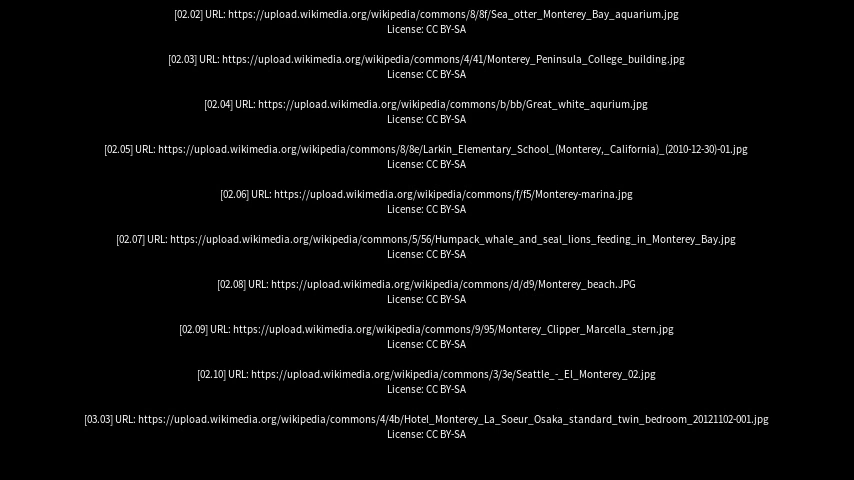 [02.02] URL: https://upload.wikimedia.org/wikipedia/commons/8/8f/Sea_otter_Monterey_Bay_aquarium.jpg
License: CC BY-SA
[02.03] URL: https://upload.wikimedia.org/wikipedia/commons/4/41/Monterey_Peninsula_College_building.jpg
License: CC BY-SA
[02.04] URL: https://upload.wikimedia.org/wikipedia/commons/b/bb/Great_white_aqurium.jpg
License: CC BY-SA
[02.05] URL: https://upload.wikimedia.org/wikipedia/commons/8/8e/Larkin_Elementary_School_(Monterey,_California)_(2010-12-30)-01.jpg
License: CC BY-SA
[02.06] URL: https://upload.wikimedia.org/wikipedia/commons/f/f5/Monterey-marina.jpg
License: CC BY-SA
[02.07] URL: https://upload.wikimedia.org/wikipedia/commons/5/56/Humpack_whale_and_seal_lions_feeding_in_Monterey_Bay.jpg
License: CC BY-SA
[02.08] URL: https://upload.wikimedia.org/wikipedia/commons/d/d9/Monterey_beach.JPG
License: CC BY-SA
[02.09] URL: https://upload.wikimedia.org/wikipedia/commons/9/95/Monterey_Clipper_Marcella_stern.jpg
License: CC BY-SA
[02.10] URL: https://upload.wikimedia.org/wikipedia/commons/3/3e/Seattle_-_El_Monterey_02.jpg
License: CC BY-SA
[03.03] URL: https://upload.wikimedia.org/wikipedia/commons/4/4b/Hotel_Monterey_La_Soeur_Osaka_standard_twin_bedroom_20121102-001.jpg
License: CC BY-SA